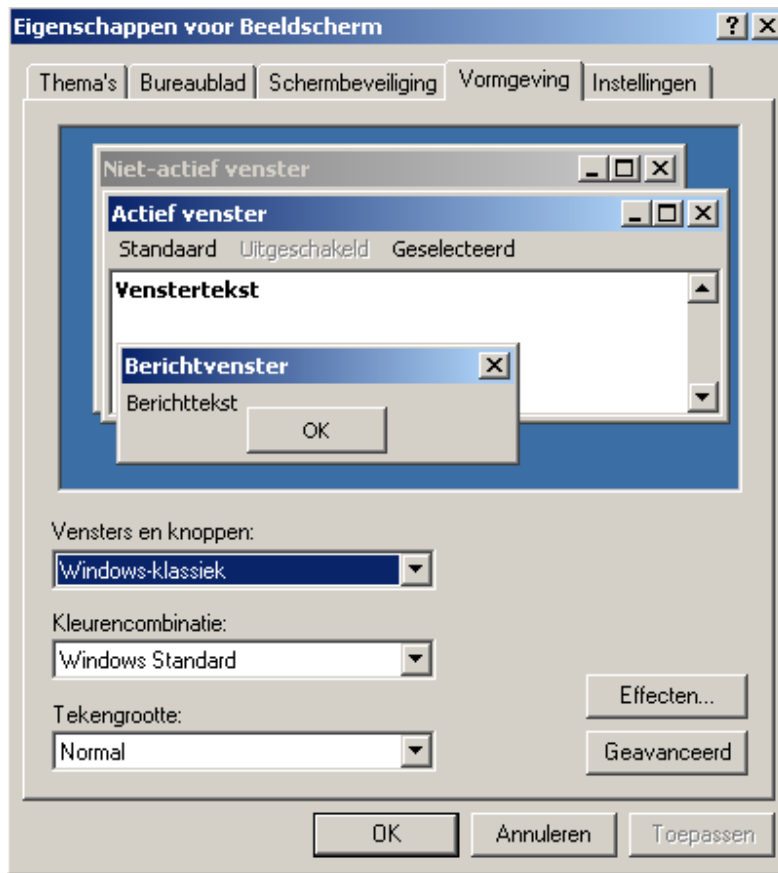 Eigenschappen voor Beeldscherm
Thema's Bureaublad Schermbeveiliging Vormgeving Instellingen
Niet-actief venster
Actief venster
Standaard Uitgeschakeld Geselecteerd
Venstertekst
Berichtvenster
Berichttekst
OK
Vensters en knoppen:
Windows-klassiek
Kleurencombinatie:
Windows Standard
Effecten...
Tekengrootte:
Normal
Geavanceerd
OK Annuleren Toepassen